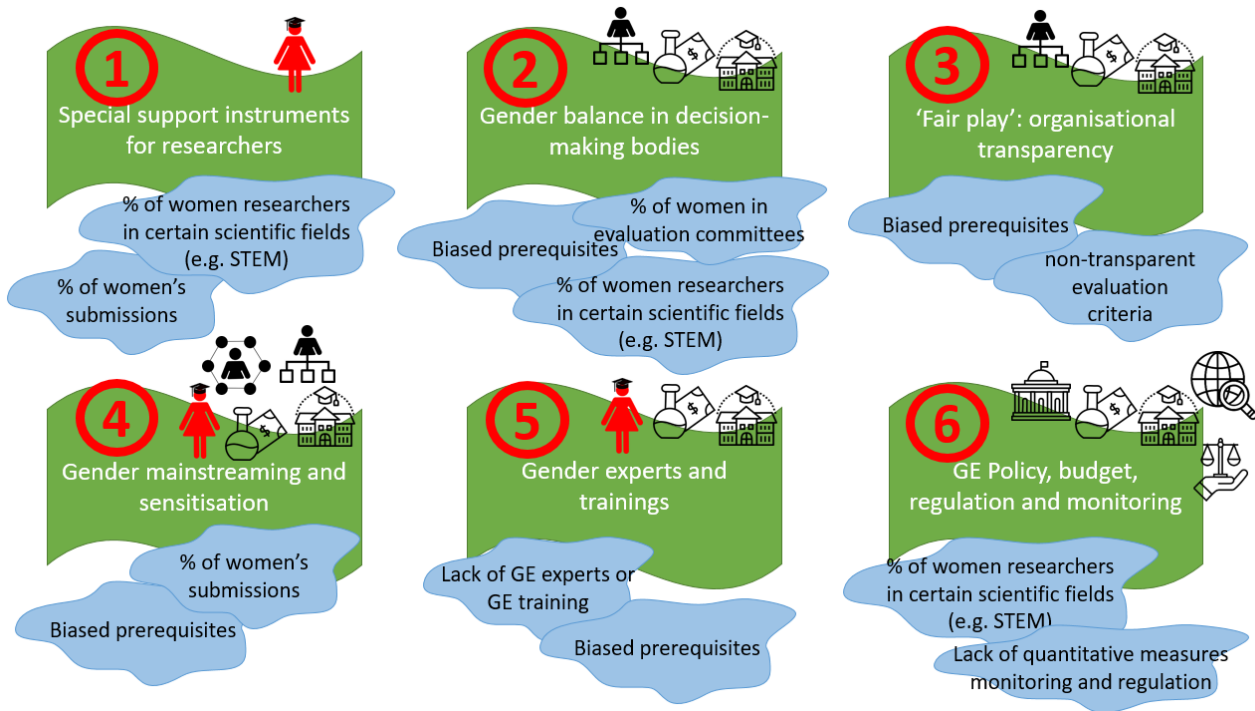 1
Special support instruments
for researchers
% of women researchers
in certain scientific fields
(e.g. STEM)
% of women's
submissions
2
Gender balance in decision-
making bodies
Biased prerequisites
% of women in
evaluation committees
% of women researchers
in certain scientific fields
(e.g. STEM)
3
‘Fair play’: organisational
transparency
Biased prerequisites
non-transparent
evaluation
criteria
4
Gender mainstreaming and
sensitisation
% of women's
submissions
Biased prerequisites
5
Gender experts and
trainings
Lack of GE experts or
GE training
Biased prerequisites
6
GE Policy, budget,
regulation and monitoring
% of women researchers
in certain scientific fields
(e.g. STEM)
Lack of quantitative measures
monitoring and regulation